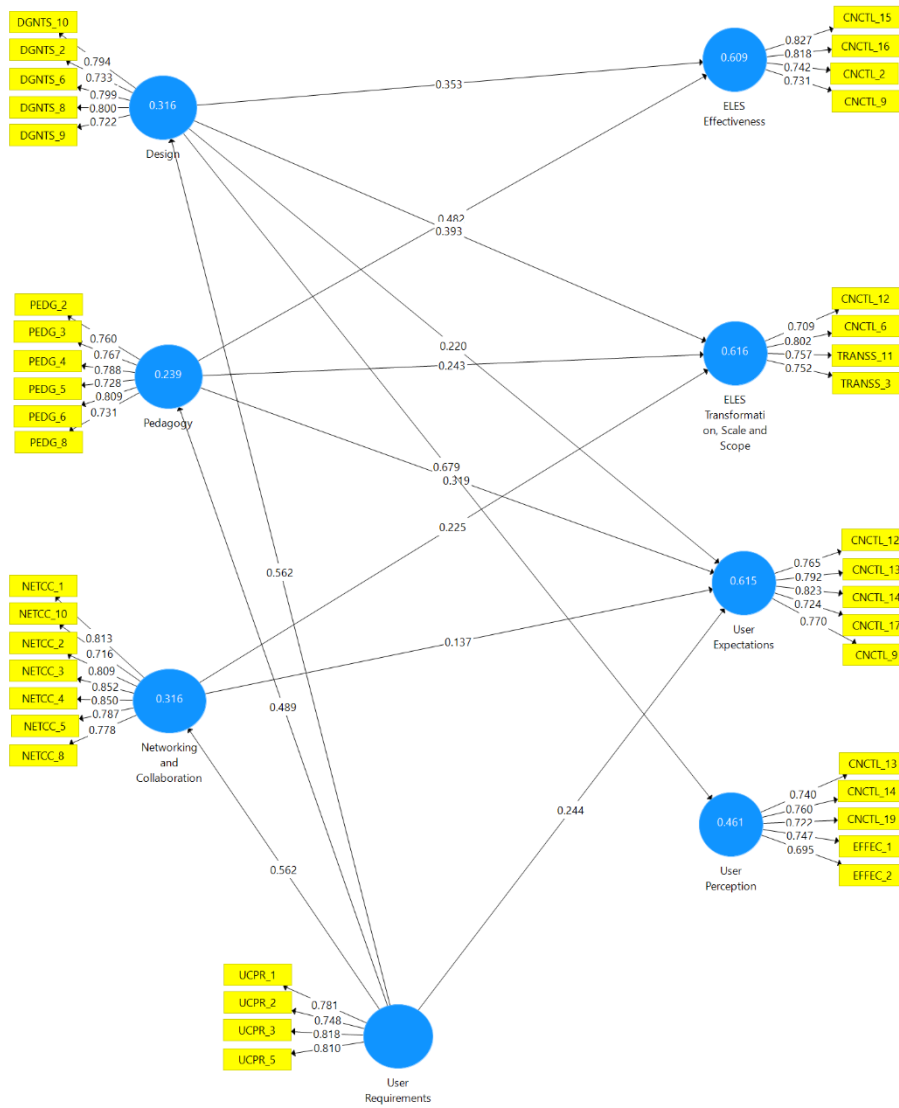 DGNTS_10
DGNTS_2
DGNTS_6
DGNTS_8
DGNTS_9
0.794
0.733
0.799
0.800
0.722
0.316
Design
0.353
0.609
ELES
Effectiveness
0.827
0.818
0.742
0.731
CNCTL_15
CNCTL_16
CNCTL_2
CNCTL_9
0.482
0.393
PEDG_2
PEDG_3
PEDG_4
PEDG_5
PEDG_6
PEDG_8
0.760
0.767
0.788
0.728
0.809
0.731
0.239
Pedagogy
0.220
0.243
0.616
ELES
Transformati
on, Scale and
Scope
0.709
0.802
0.757
0.752
CNCTL_12
CNCTL_6
TRANSS_11
TRANSS_3
0.679
0.319
0.225
0.562
NETCC_1
NETCC_10
NETCC_2
NETCC_3
NETCC_4
NETCC_5
NETCC_8
0.813
0.716
0.809
0.852
0.850
0.787
0.778
0.316
Networking
and
Collaboration
0.137
0.489
0.615
User
Expectations
0.765
0.792
0.823
0.724
0.770
CNCTL_12
CNCTL_13
CNCTL_14
CNCTL_17
CNCTL_9
0.244
0.562
0.461
User
Perception
0.740
0.760
0.722
0.747
0.695
CNCTL_13
CNCTL_14
CNCTL_19
EFFEC_1
EFFEC_2
UCPR_1
UCPR_2
UCPR_3
UCPR_5
0.781
0.748
0.818
0.810
User
Requirements